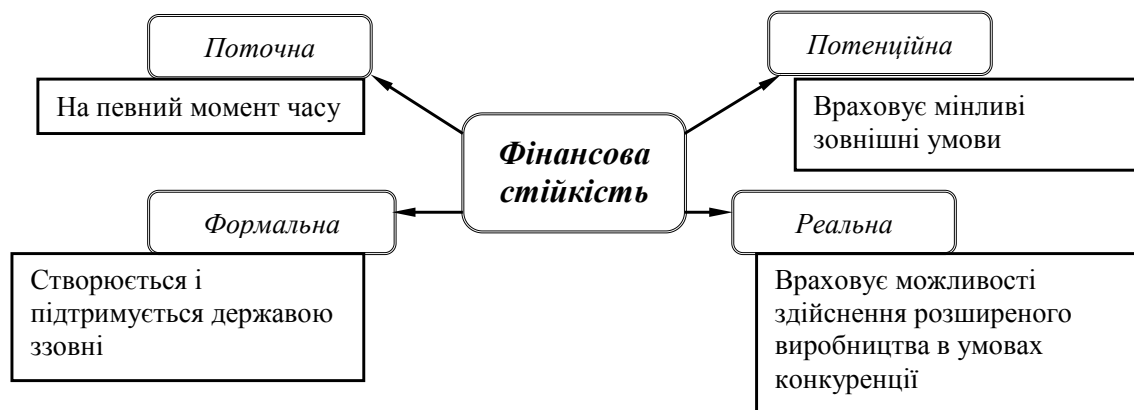 Поточна
На певний момент часу
Потенційна
Враховує мінливі
зовнішні умови
Фінансова
стійкість
Формальна
Створюється і
підтримується державою
ззовні
Реальна
Враховує можливості
здійснення розширеного
виробництва в умовах
конкуренції